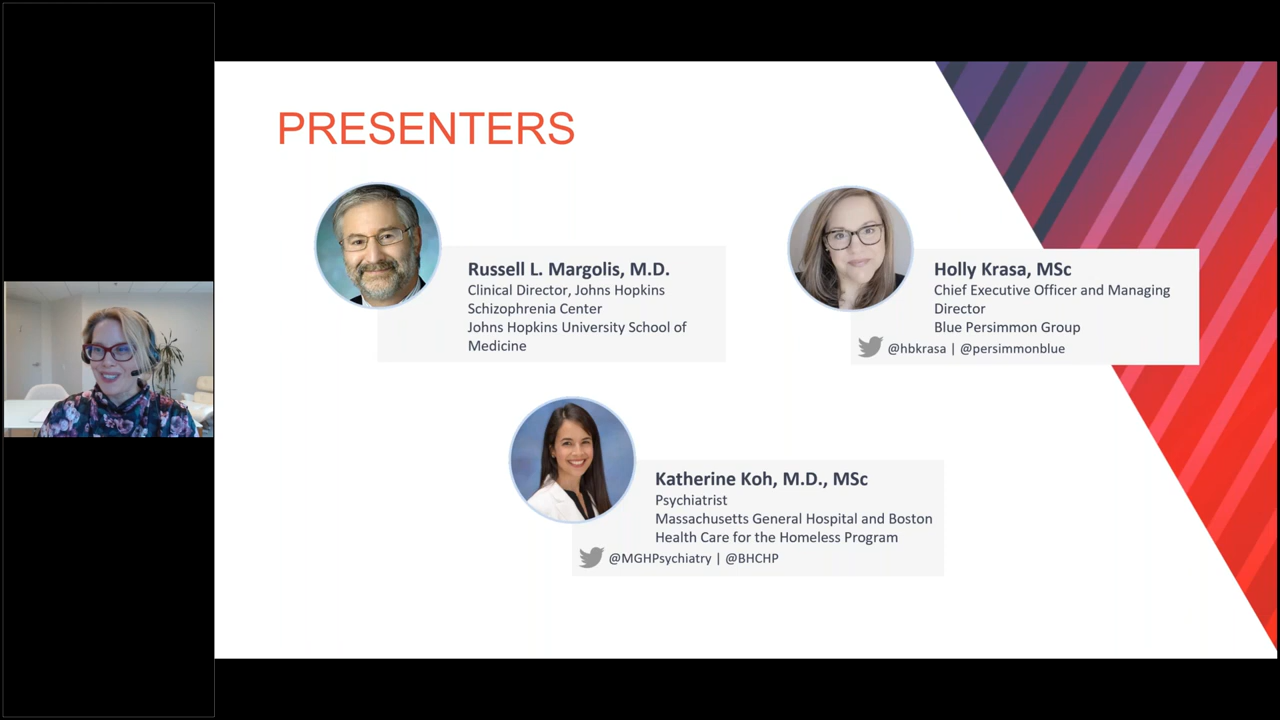 PRESENTERS
Russell L. Margolis, M.D.
Clinical Director, Johns Hopkins
Schizophrenia Center
Johns Hopkins University School of
Medicine
Holly Krasa, MSc
Chief Executive Officer and Managing
Director
Blue Persimmon Group
@hbkrasa | @persimmonblue
Katherine Koh, M.D., MSc
Psychiatrist
Massachusetts General Hospital and Boston
Health Care for the Homeless Program
@MGHPsychiatry | @BHCHP